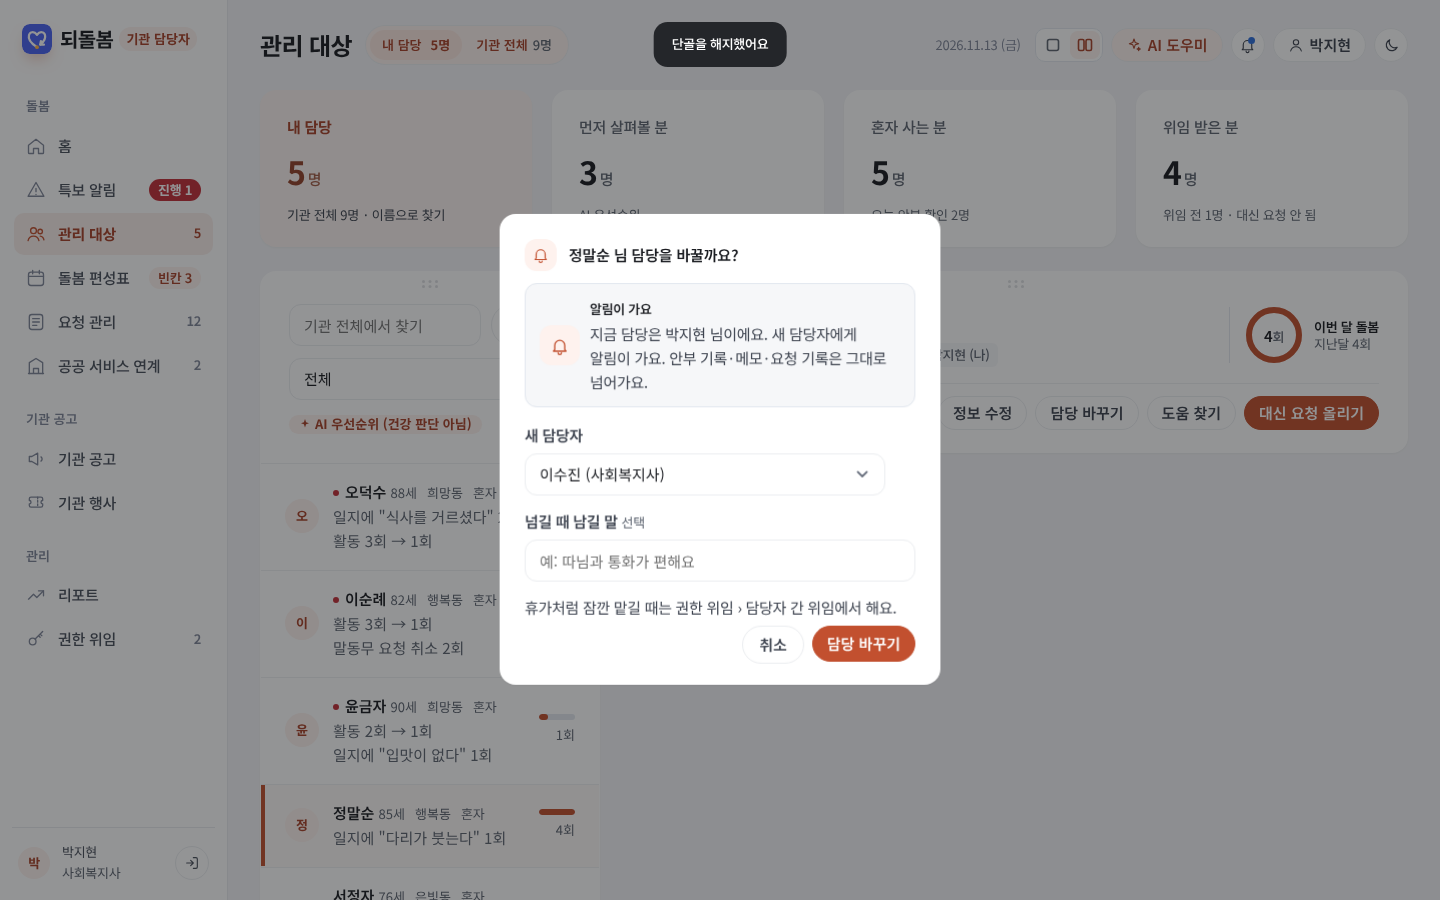 되돌봄 기관 담당자
돌봄
홈
특보 알림 진행 1
관리 대상 5
돌봄 편성표 빈칸 3
요청 관리 12
공공 서비스 연계 2
기관 공고
기관 공고
기관 행사
관리
리포트
권한 위임 2
박 박지현
사회복지사
관리 대상 내 담당 5명 기관 전체 9명
단골을 해지했어요
2026.11.13 (금) AI 도우미 박지현
내 담당
5명
기관 전체 9명 · 이름으로 찾기
먼저 살펴볼 분
3명
혼자 사는 분
5명
확인 2명
위임 받은 분
4명
위임 전 1명 · 대신 요청 안 됨
기관 전체에서 찾기
전체
AI 우선순위 (건강 판단 아님)
오 오덕수 88세 희망동 혼자
일지에 "식사를 거르셨다"
활동 3회 → 1회
이 이순례 82세 행복동 혼자
활동 3회 → 1회
말동무 요청 취소 2회
윤 윤금자 90세 희망동 혼자
활동 2회 → 1회
일지에 "입맛이 없다" 1회
1회
정 정말순 85세 행복동 혼자
일지에 "다리가 붓는다" 1회
4회
서정자 76세 은빛동 혼자
지현 (나)
4회 이번 달 돌봄
지난달 4회
정보 수정 담당 바꾸기 도움 찾기 대신 요청 올리기
정말순 님 담당을 바꿀까요?
알림이 가요
지금 담당은 박지현 님이에요. 새 담당자에게
알림이 가요. 안부 기록·메모·요청 기록은 그대로
넘어가요.
새 담당자
이수진 (사회복지사)
넘길 때 남길 말 선택
예: 따님과 통화가 편해요
휴가처럼 잠깐 맡길 때는 권한 위임 › 담당자 간 위임에서 해요.
취소 담당 바꾸기